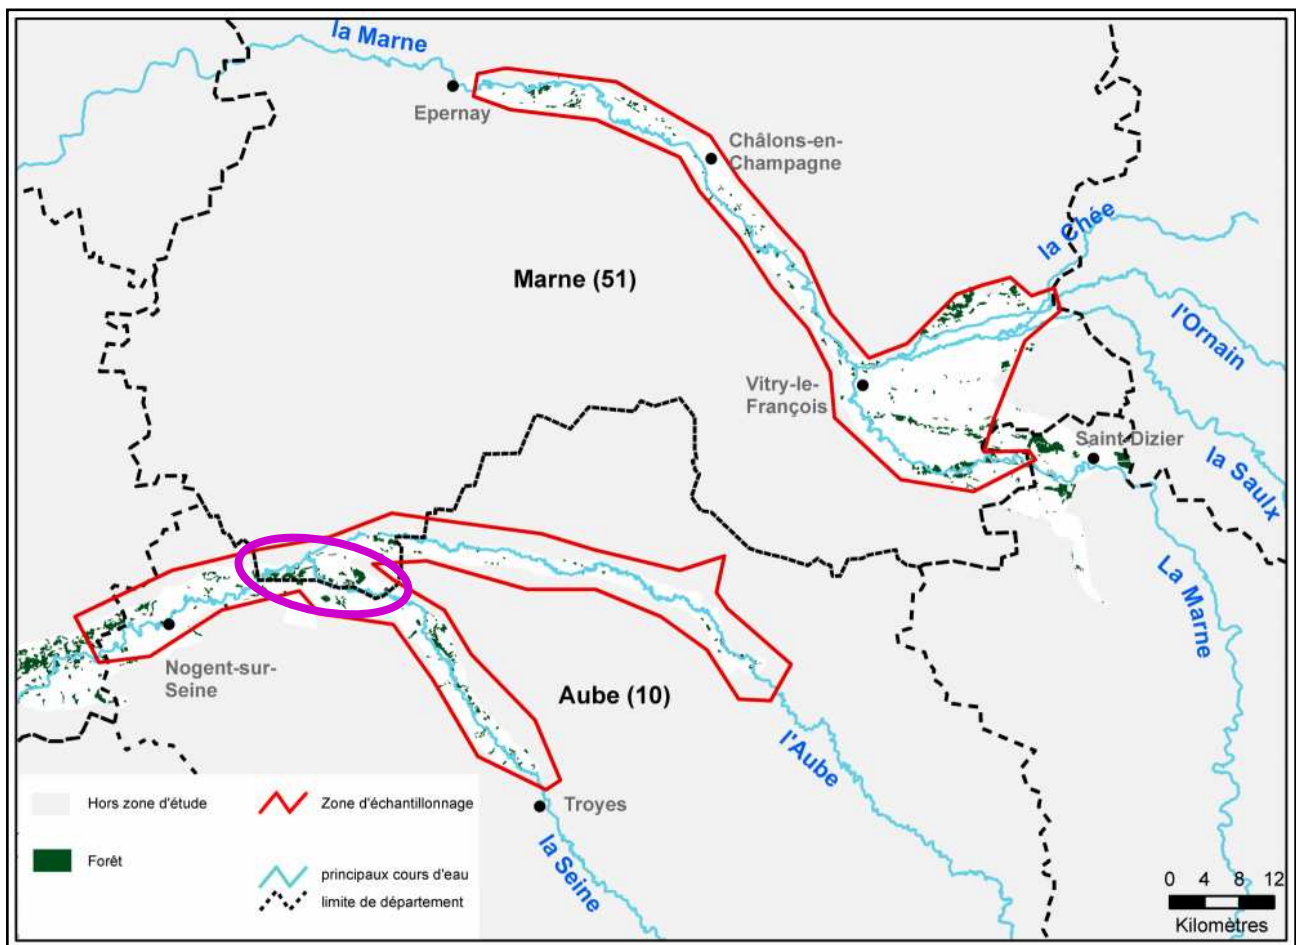 la Marne
Epernay
Châlons-en-
Champagne
la Chée
Marne (51)
l'Ornain
Vitry-le-
François
Saint-Dizier
la Saulx
La Marne
Nogent-sur-
Seine
Aube (10)
l'Aube
Troyes
la Seine
Hors zone d'étude
Zone d'échantillonnage
Forêt
principaux cours d'eau
limite de département
0 4 8 12
Kilomètres